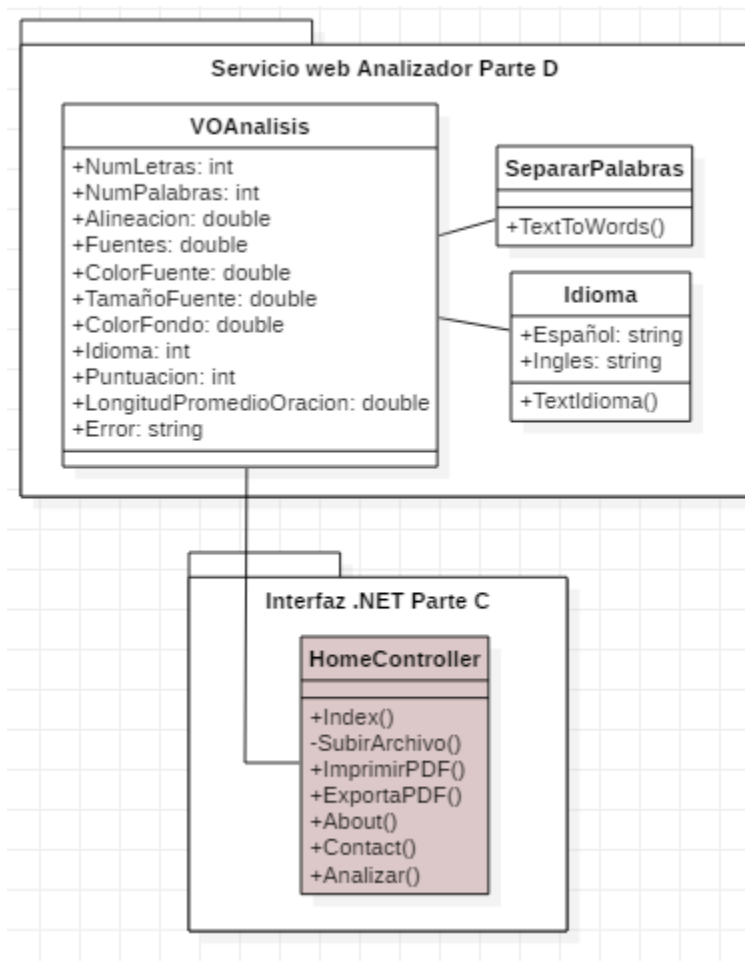 Servicio web Analizador Parte D
VOAnalisis
+NumLetras: int
+NumPalabras: int
+Alineacion: double
+Fuentes: double
+ColorFuente: double
+TamañoFuente: double
+ColorFondo: double
+Idioma: int
+Puntuacion: int
+LongitudPromedioOracion: double
+Error: string
SepararPalabras
+TextToWords()
Idioma
+Español: string
+Ingles: string
+TextIdioma()
Interfaz .NET Parte C
HomeController
+Index()
-SubirArchivo()
+ImprimirPDF()
+ExportaPDF()
+About()
+Contact()
+Analizar()